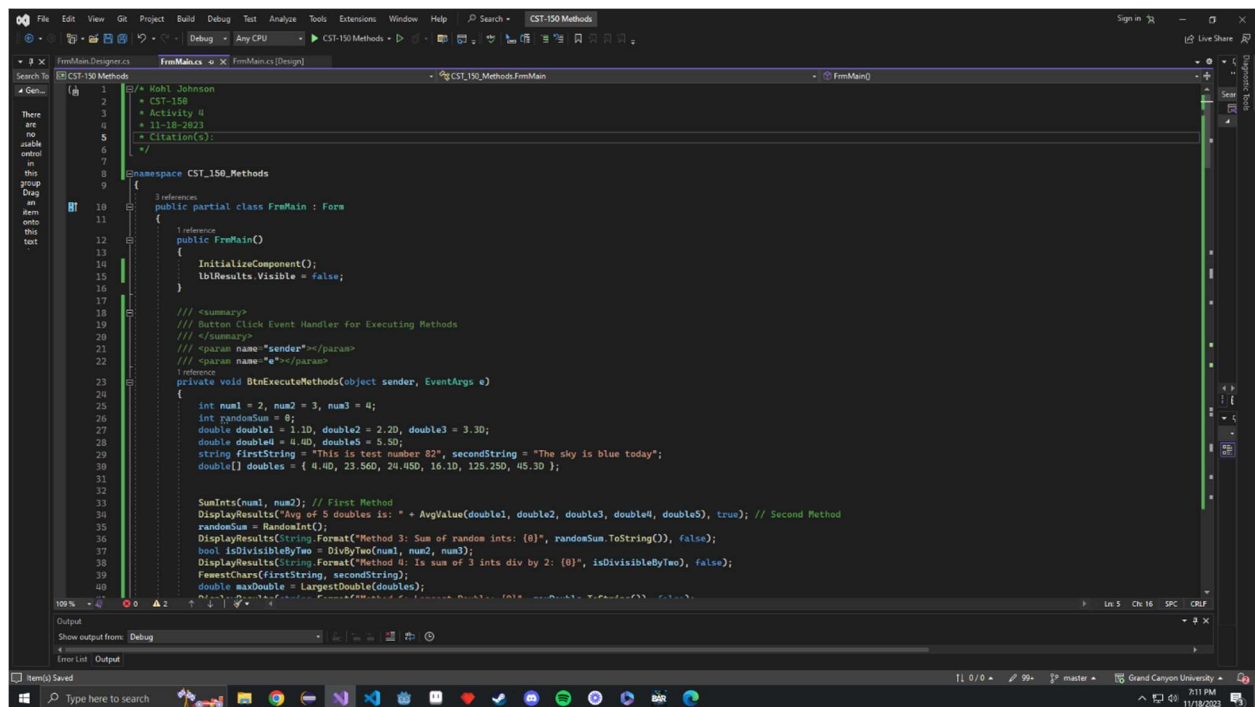 File Edit View Git Project Build Debug Test Analyze Tools Extensions Window Help Search CST-150 Methods Sign in
Debug Any CPU CST-150 Methods Live Share
FrmMain.Designer.cs FrmMain.cs FrmMain.cs [Design]
Search To CST-150 Methods CST_150_Methods.FrmMain FrmMain()
Gen...
There
are
no
usable
ontrol
in
this
group
Drag
an
item
onto
this
text
Diagnostic Tools
Sear
1 /* Kohl Johnson
2 * CST-150
3 * Activity 4
4 * 11-18-2023
5 * Citation(s):
6 */
7
8 namespace CST_150_Methods
9 {
3 references
10 public partial class FrmMain : Form
11 {
1 reference
12 public FrmMain()
13 {
14 InitializeComponent();
15 lblResults.Visible = false;
16 }
17
18 /// <summary>
19 /// Button Click Event Handler for Executing Methods
20 /// </summary>
21 /// <param name="sender"></param>
22 /// <param name="e"></param>
1 reference
23 private void BtnExecuteMethods(object sender, EventArgs e)
24 {
25 int num1 = 2, num2 = 3, num3 = 4;
26 int randomSum = 0;
27 double double1 = 1.1D, double2 = 2.2D, double3 = 3.3D;
28 double double4 = 4.4D, double5 = 5.5D;
29 string firstString = "This is test number 82", secondString = "The sky is blue today";
30 double[] doubles = { 4.4D, 23.56D, 24.45D, 16.1D, 125.25D, 45.3D };
31
32
33 SumInts(num1, num2); // First Method
34 DisplayResults("Avg of 5 doubles is: " + AvgValue(double1, double2, double3, double4, double5), true); // Second Method
35 randomSum = RandomInt();
36 DisplayResults(String.Format("Method 3: Sum of random ints: {0}", randomSum.ToString()), false);
37 bool isDivisibleByTwo = DivByTwo(num1, num2, num3);
38 DisplayResults(String.Format("Method 4: Is sum of 3 ints div by 2: {0}", isDivisibleByTwo), false);
39 FewestChars(firstString, secondString);
40 double maxDouble = LargestDouble(doubles);
109 % 0 2 Ln: 5 Ch: 16 SPC CRLF
Output
Show output from: Debug
Error List Output
Item(s) Saved 0 / 0 99+ master Grand Canyon University
Type here to search BAR 7:11 PM
11/18/2023